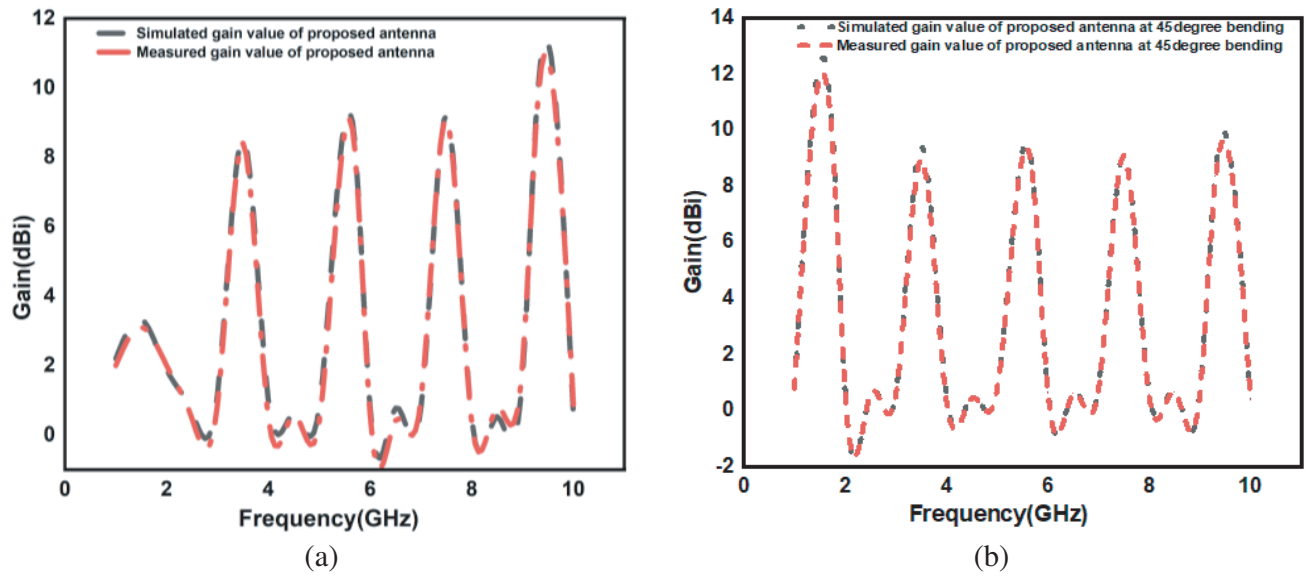 12
10
8
6
4
2
0
Gain(dBi)
Simulated gain value of proposed antenna
Measured gain value of proposed antenna
0 2 4 6 8 10
Frequency(GHz)
(a)
14
12
10
8
6
4
2
0
-2
Gain(dBi)
Simulated gain value of proposed antenna at 45degree bending
Measured gain value of proposed antenna at 45degree bending
0 2 4 6 8 10
Frequency(GHz)
(b)